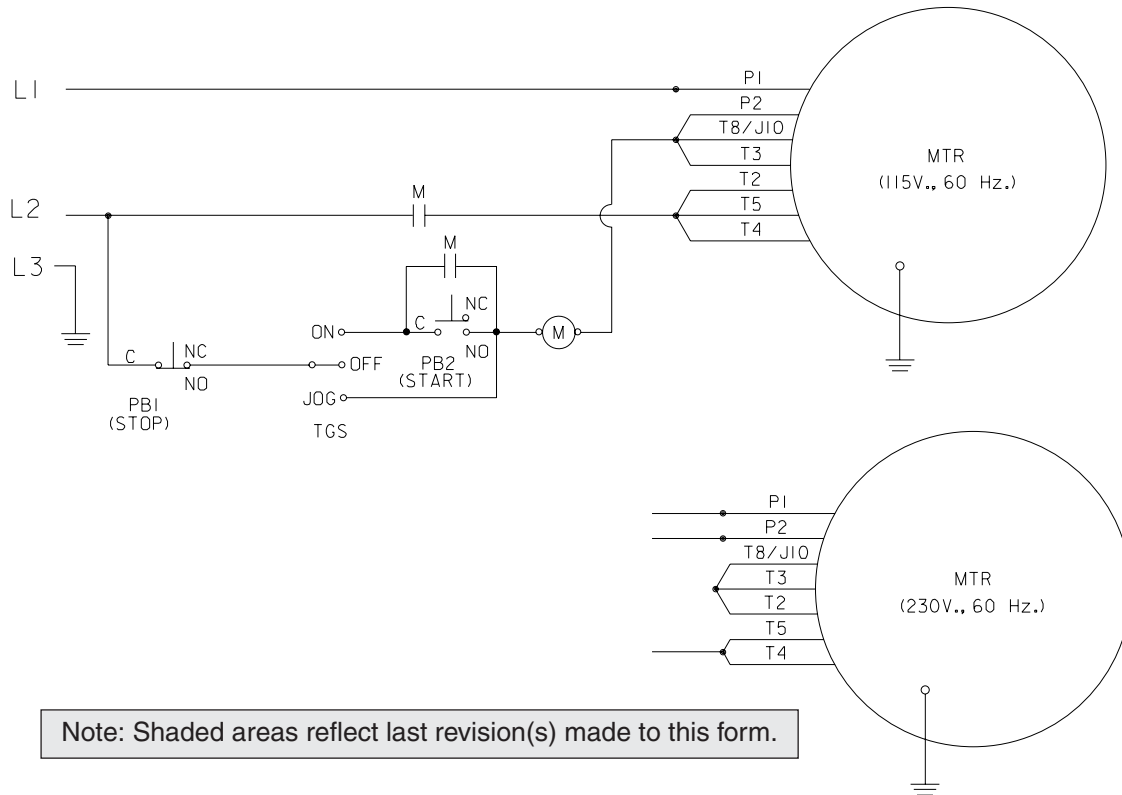 L1
P1
P2
T8/J10
T3
T2
T5
T4
MTR
(115V., 60 Hz.)
L2
M
L3
M
ON
C
NC
NO
M
PB2
(START)
C
NC
NO
OFF
PB1
(STOP)
JOG
TGS
P1
P2
T8/J10
T3
T2
T5
T4
MTR
(230V., 60 Hz.)
Note: Shaded areas reflect last revision(s) made to this form.